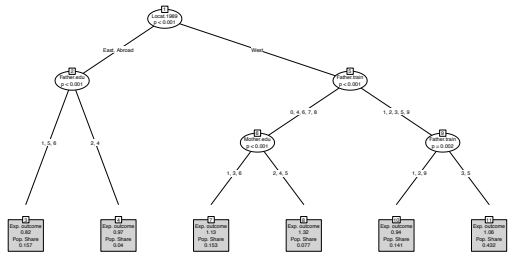 1
Locat.1989
p < 0.001
East, Abroad
West
2
Father.edu
p < 0.001
5
Father.train
p < 0.001
0, 4, 6, 7, 8
1, 2, 3, 5, 9
6
Mother.edu
p < 0.001
9
Father.train
p = 0.002
1, 5, 6
2, 4
1, 3, 6
2, 4, 5
1, 2, 9
3, 5
3
Exp. outcome
0.82
Pop. Share
0.157
4
Exp. outcome
0.97
Pop. Share
0.04
7
Exp. outcome
1.13
Pop. Share
0.153
8
Exp. outcome
1.32
Pop. Share
0.077
10
Exp. outcome
0.94
Pop. Share
0.141
11
Exp. outcome
1.06
Pop. Share
0.432